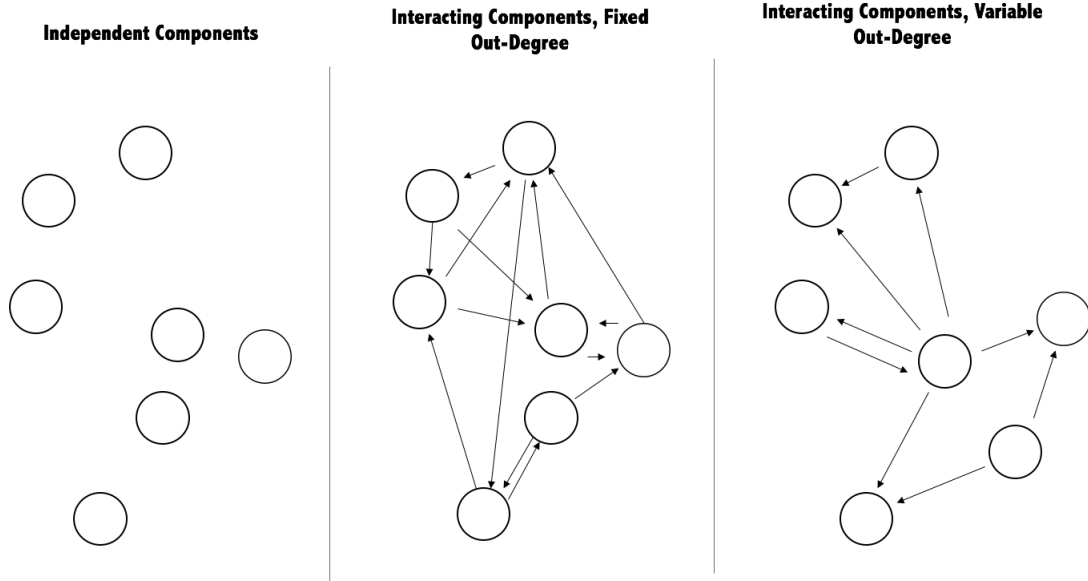 Independent Components
Interacting Components, Fixed
Out-Degree
Interacting Components, Variable
Out-Degree